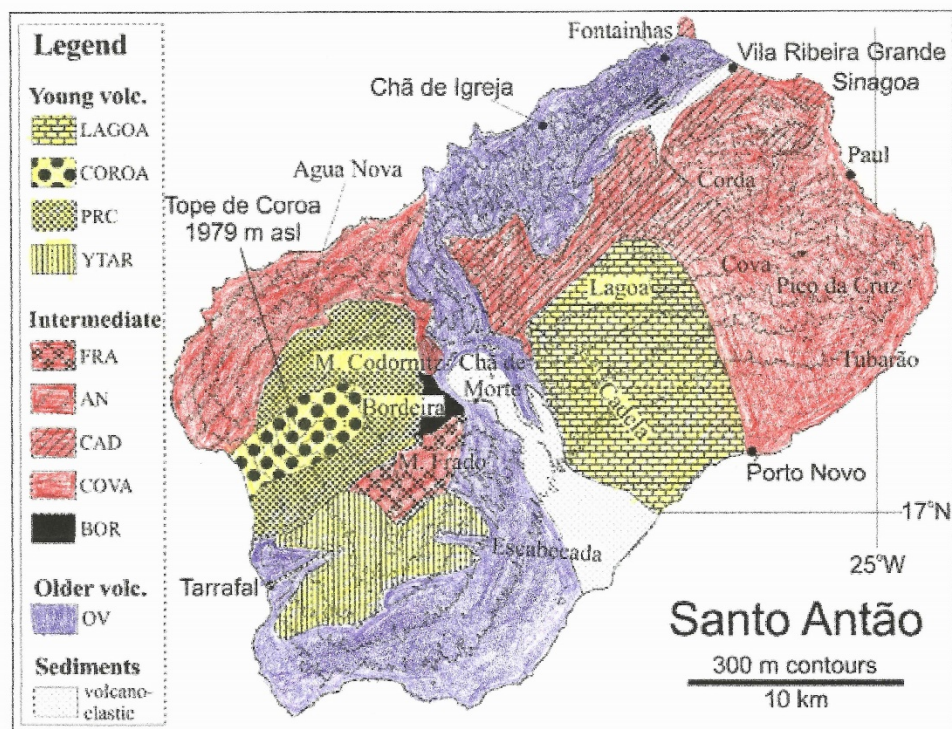 Legend
Young volc.
LAGOA
COROA
PRC
YTAR
Intermediate
FRA
AN
CAD
COVA
BOR
Older volc.
OV
Sediments
volcano-
clastic
Fontainhas
Vila Ribeira Grande
Sinagoa
Chã de Igreja
Paul
Agua Nova
Corda
Tope de Coroa
1979 m asl
Cova
Pico da Cruz
Lagoa
Tubarão
M. Codorniz
Chã de
Morte
Cadela
Bordeira
M. Frado
Porto Novo
17°N
Escabecada
25°W
Tarrafal
Santo Antão
300 m contours
10 km